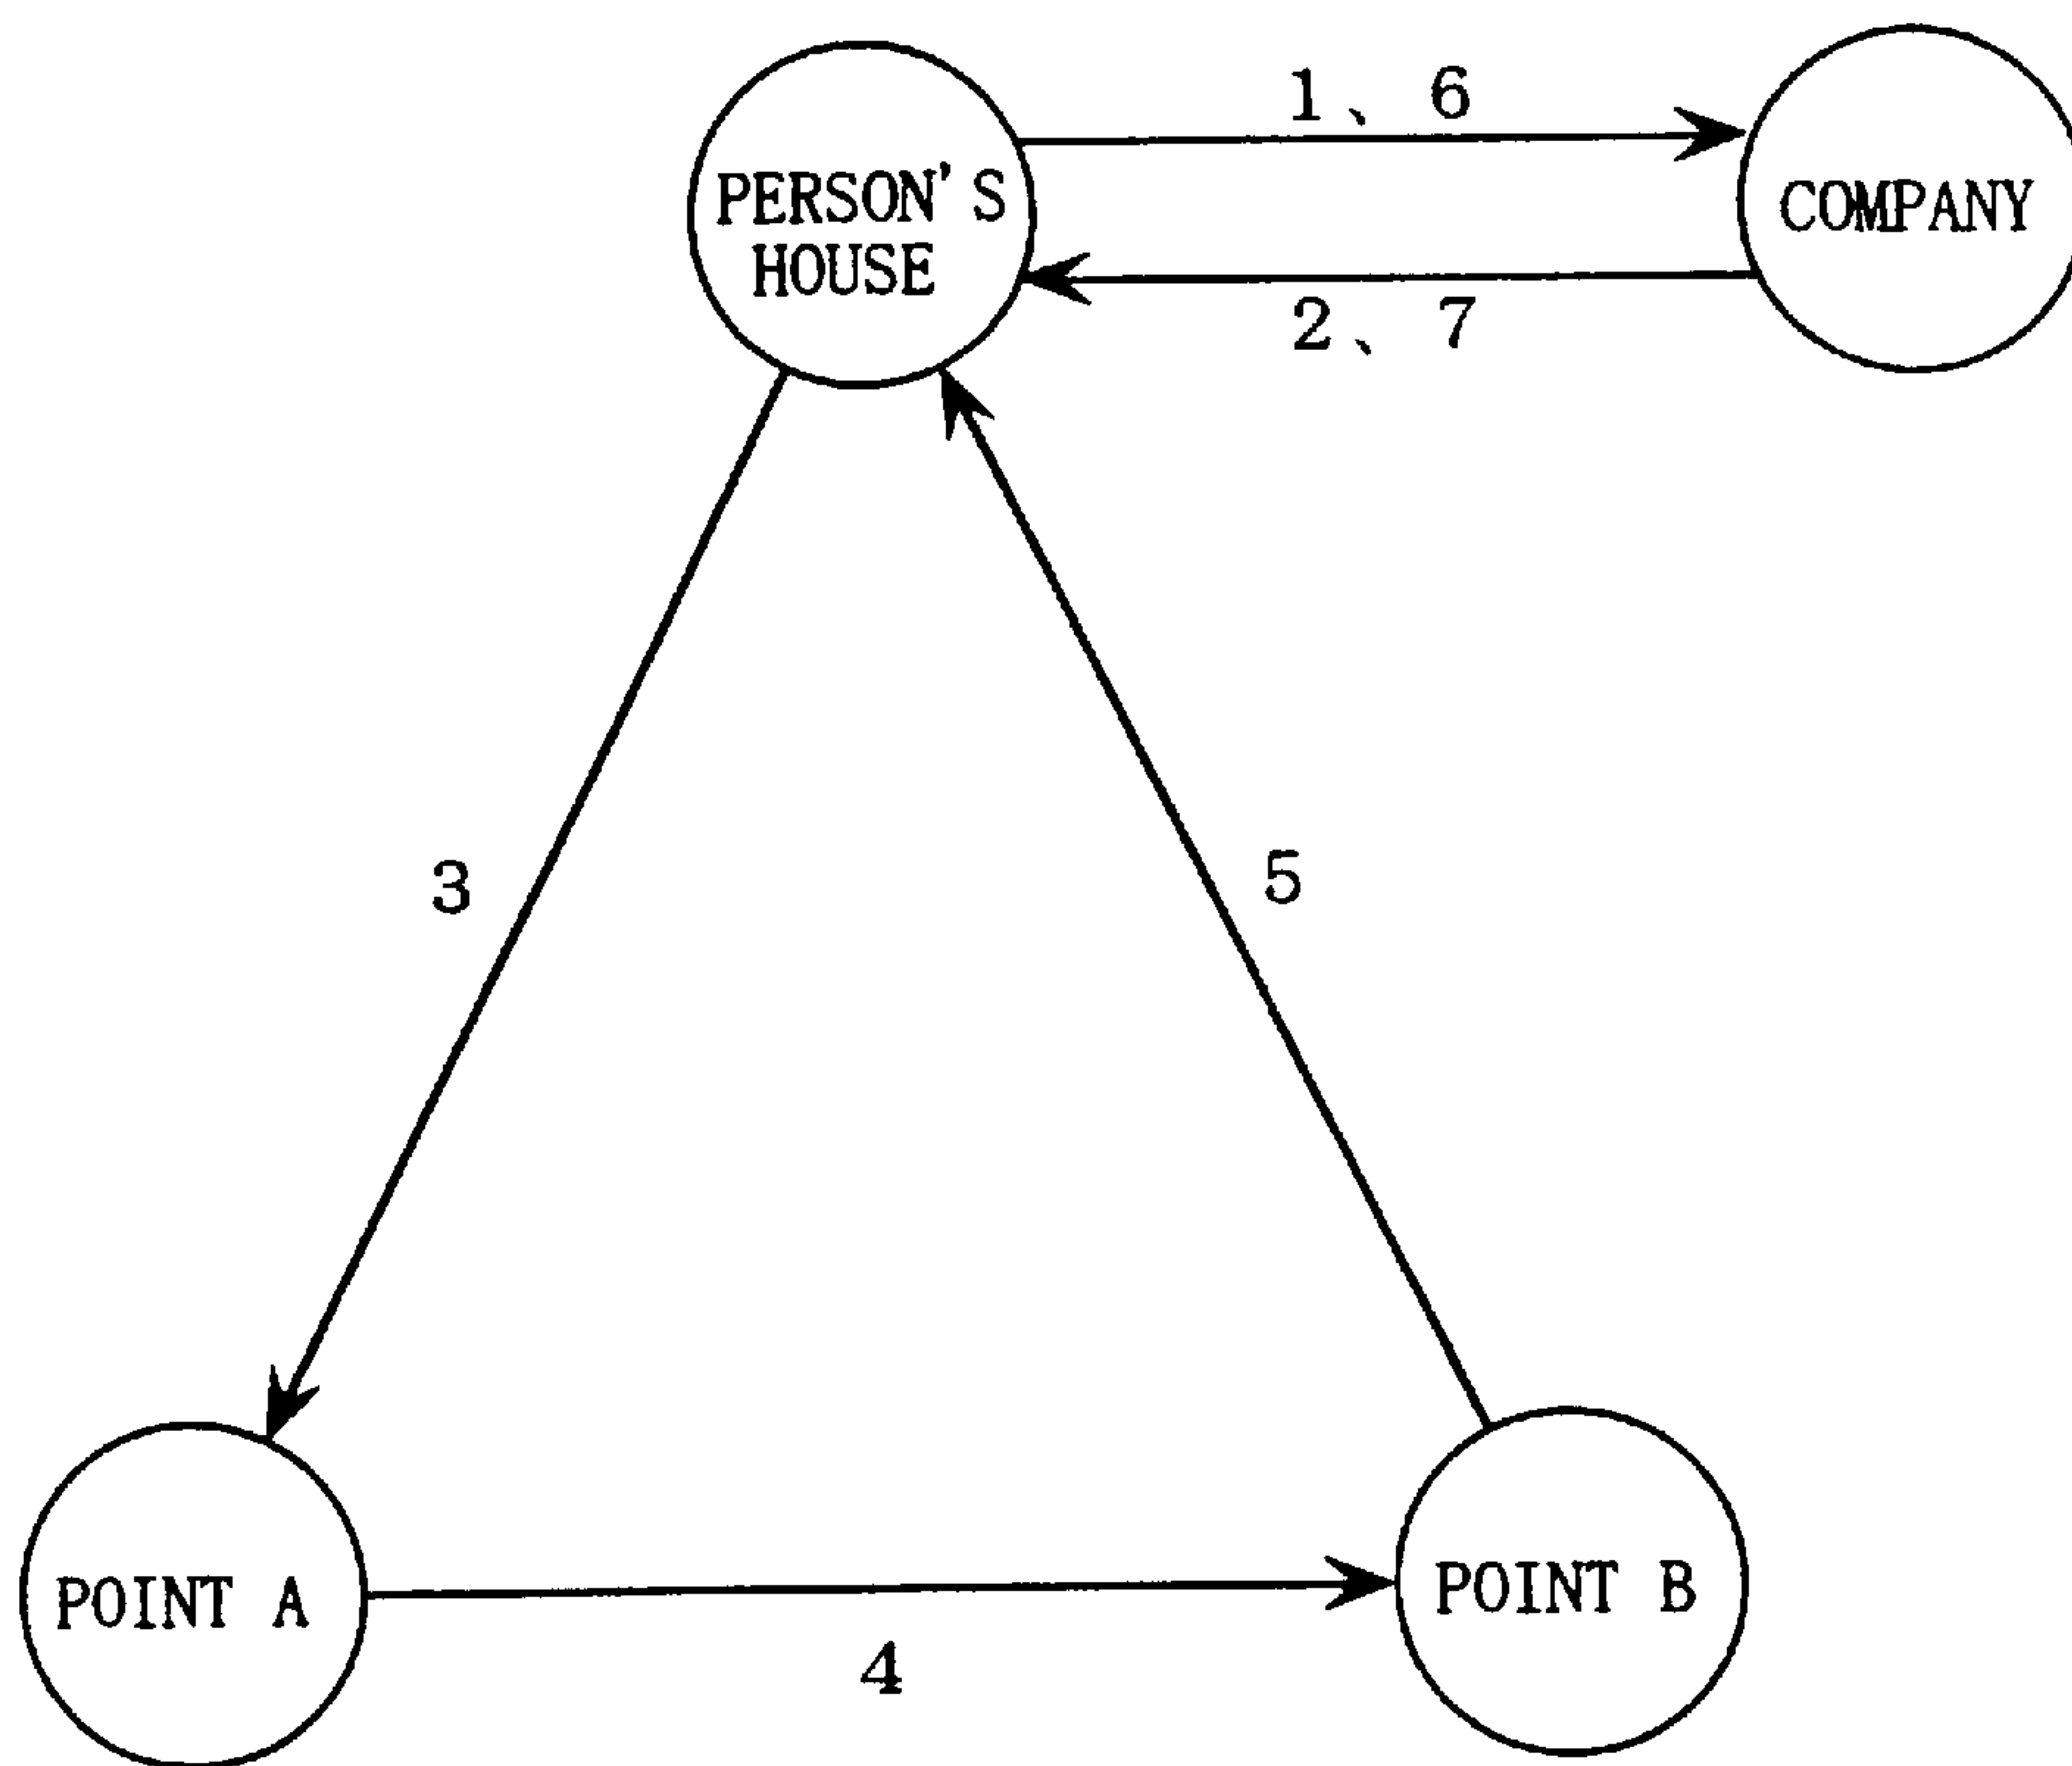 1、6
PERSON'S
HOUSE
COMPANY
2、7
3
5
POINT A
POINT B
4